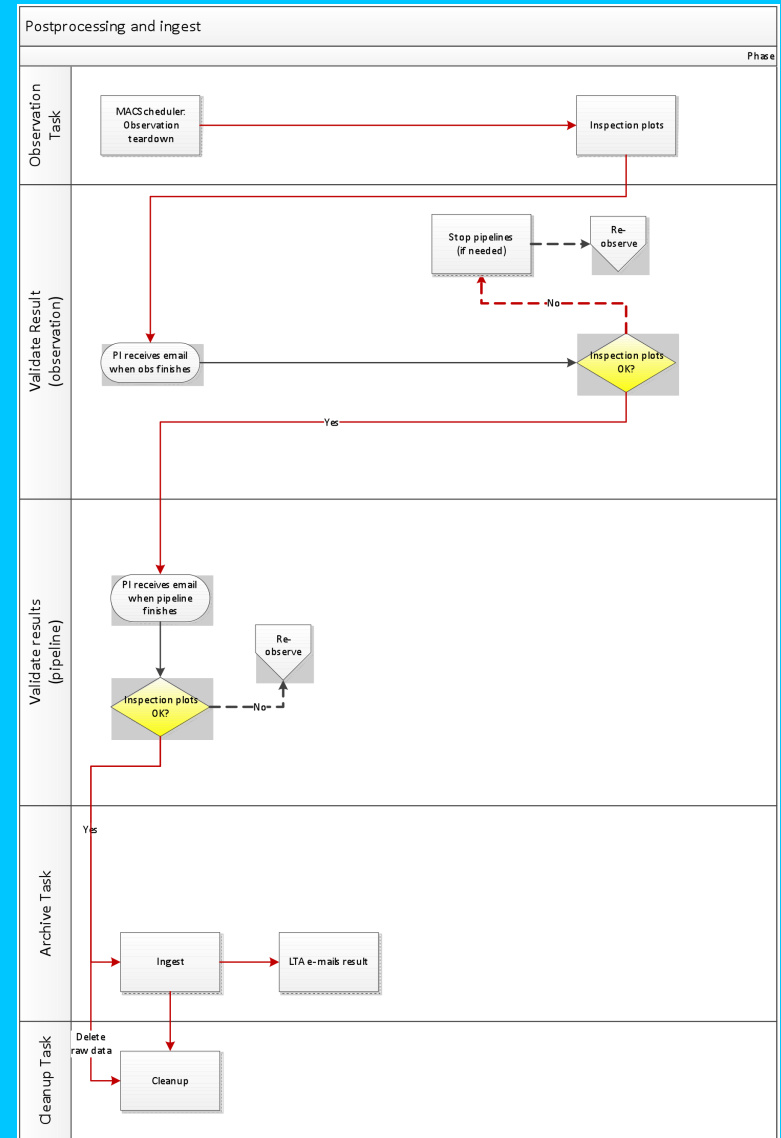 Postprocessing and ingest
Phase
Observation
Task
MACScheduler:
Observation
teardown
Inspection plots
Validate Result
(observation)
Stop pipelines
(if needed)
Re-
observe
No
PI receives email
when obs finishes
Inspection plots
OK?
Yes
Validate results
(pipeline)
PI receives email
when pipeline
finishes
Re-
observe
Inspection plots
OK?
No
Yes
Archive Task
Ingest
LTA e-mails result
Cleanup Task
Delete
raw data
Cleanup